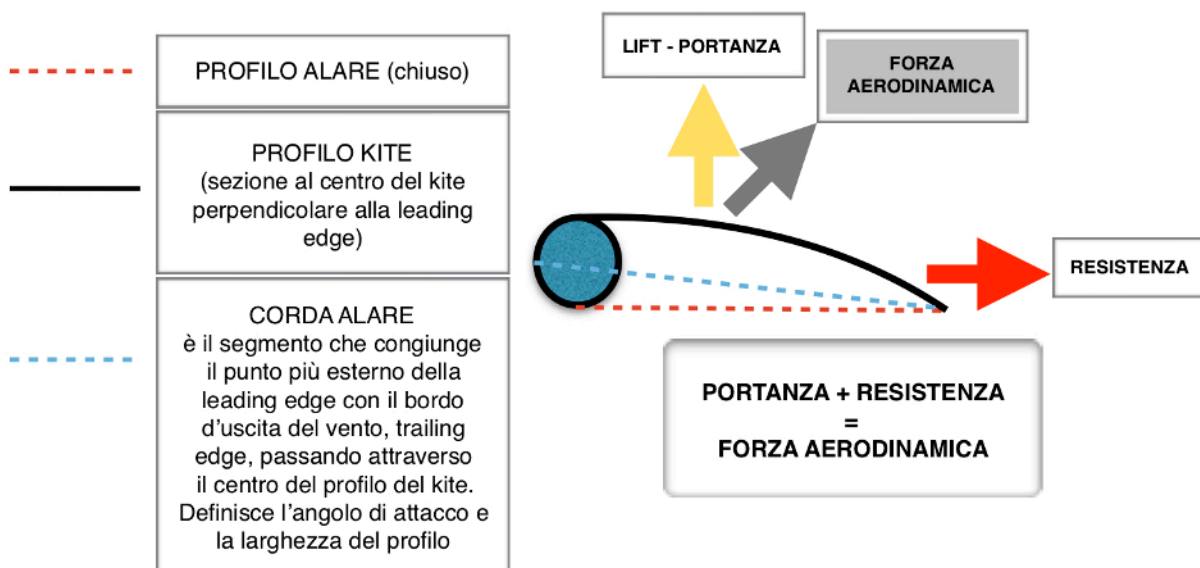 PROFILO ALARE (chiuso)
PROFILO KITE
(sezione al centro del kite
perpendicolare alla leading
edge)
CORDA ALARE
è il segmento che congiunge
il punto più esterno della
leading edge con il bordo
d'uscita del vento, trailing
edge, passando attraverso
il centro del profilo del kite.
Definisce l'angolo di attacco e
la larghezza del profilo
LIFT - PORTANZA
FORZA
AERODINAMICA
RESISTENZA
PORTANZA + RESISTENZA
=
FORZA AERODINAMICA